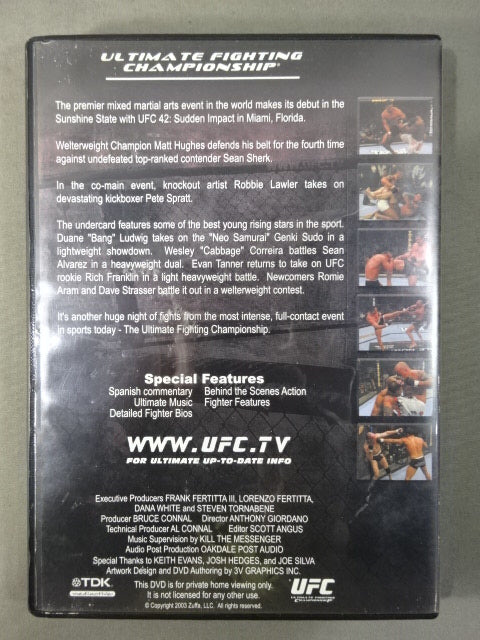 ULTIMATE FIGHTING
CHAMPIONSHIP®
The premier mixed martial arts event in the world makes its debut in the
Sunshine State with UFC 42: Sudden Impact in Miami, Florida.
Welterweight Champion Matt Hughes defends his belt for the fourth time
against undefeated top-ranked contender Sean Sherk.
In the co-main event, knockout artist Robbie Lawler takes on
devastating kickboxer Pete Spratt.
The undercard features some of the best young rising stars in the sport.
Duane "Bang" Ludwig takes on the "Neo Samurai" Genki Sudo in a
lightweight showdown. Wesley "Cabbage" Correira battles Sean
Alvarez in a heavyweight dual. Evan Tanner returns to take on UFC
rookie Rich Franklin in a light heavyweight battle. Newcomers Romie
Aram and Dave Strasser battle it out in a welterweight contest.
It's another huge night of fights from the most intense, full-contact event
in sports today - The Ultimate Fighting Championship.
Special Features
Spanish commentary Behind the Scenes Action
Ultimate Music Fighter Features
Detailed Fighter Bios
WWW.UFC.TV
FOR ULTIMATE UP-TO-DATE INFO
Executive Producers FRANK FERTITTA III, LORENZO FERTITTA,
DANA WHITE and STEVEN TORNABENE
Producer BRUCE CONNAL Director ANTHONY GIORDANO
Technical Producer AL CONNAL Editor SCOTT ANGUS
Music Supervision by KILL THE MESSENGER
Audio Post Production OAKDALE POST AUDIO
Special Thanks to KEITH EVANS, JOSH HEDGES, and JOE SILVA
Artwork Design and DVD Authoring by 3V GRAPHICS INC.
TDK
mediactive
This DVD is for private home viewing only.
It is not licensed for any other use.
© Copyright 2003 Zuffa, LLC. All rights reserved.
UFC
ULTIMATE FIGHTING
CHAMPIONSHIP